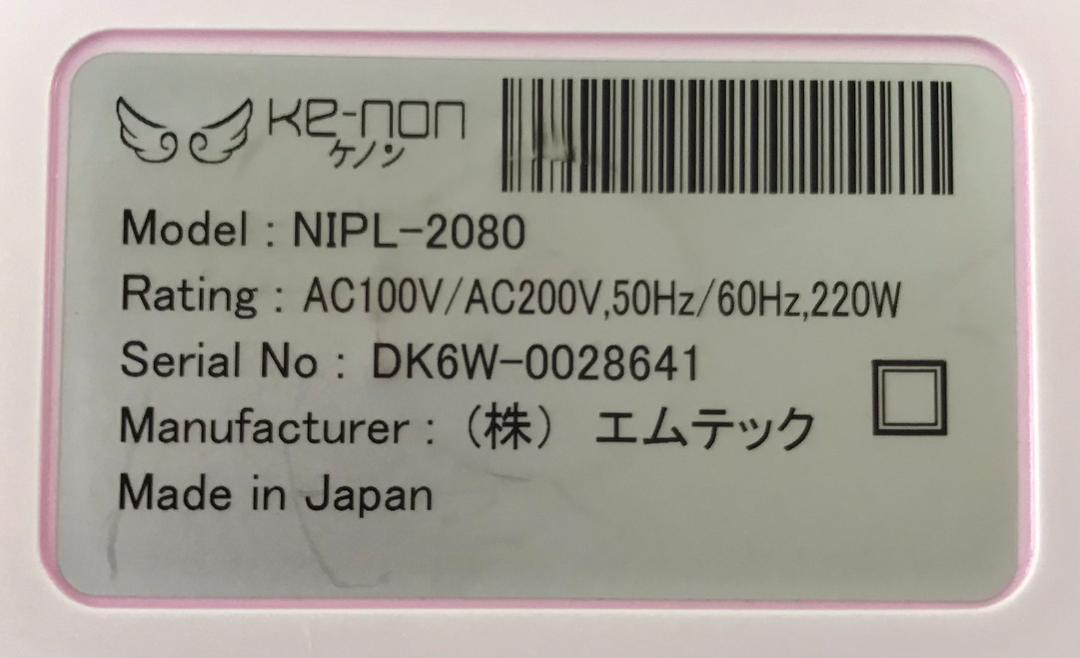 ke-non
ケノン
Model : NIPL-2080
Rating : AC100V/AC200V,50Hz/60Hz,220W
Serial No : DK6W-0028641
Manufacturer : (株) エムテック
Made in Japan